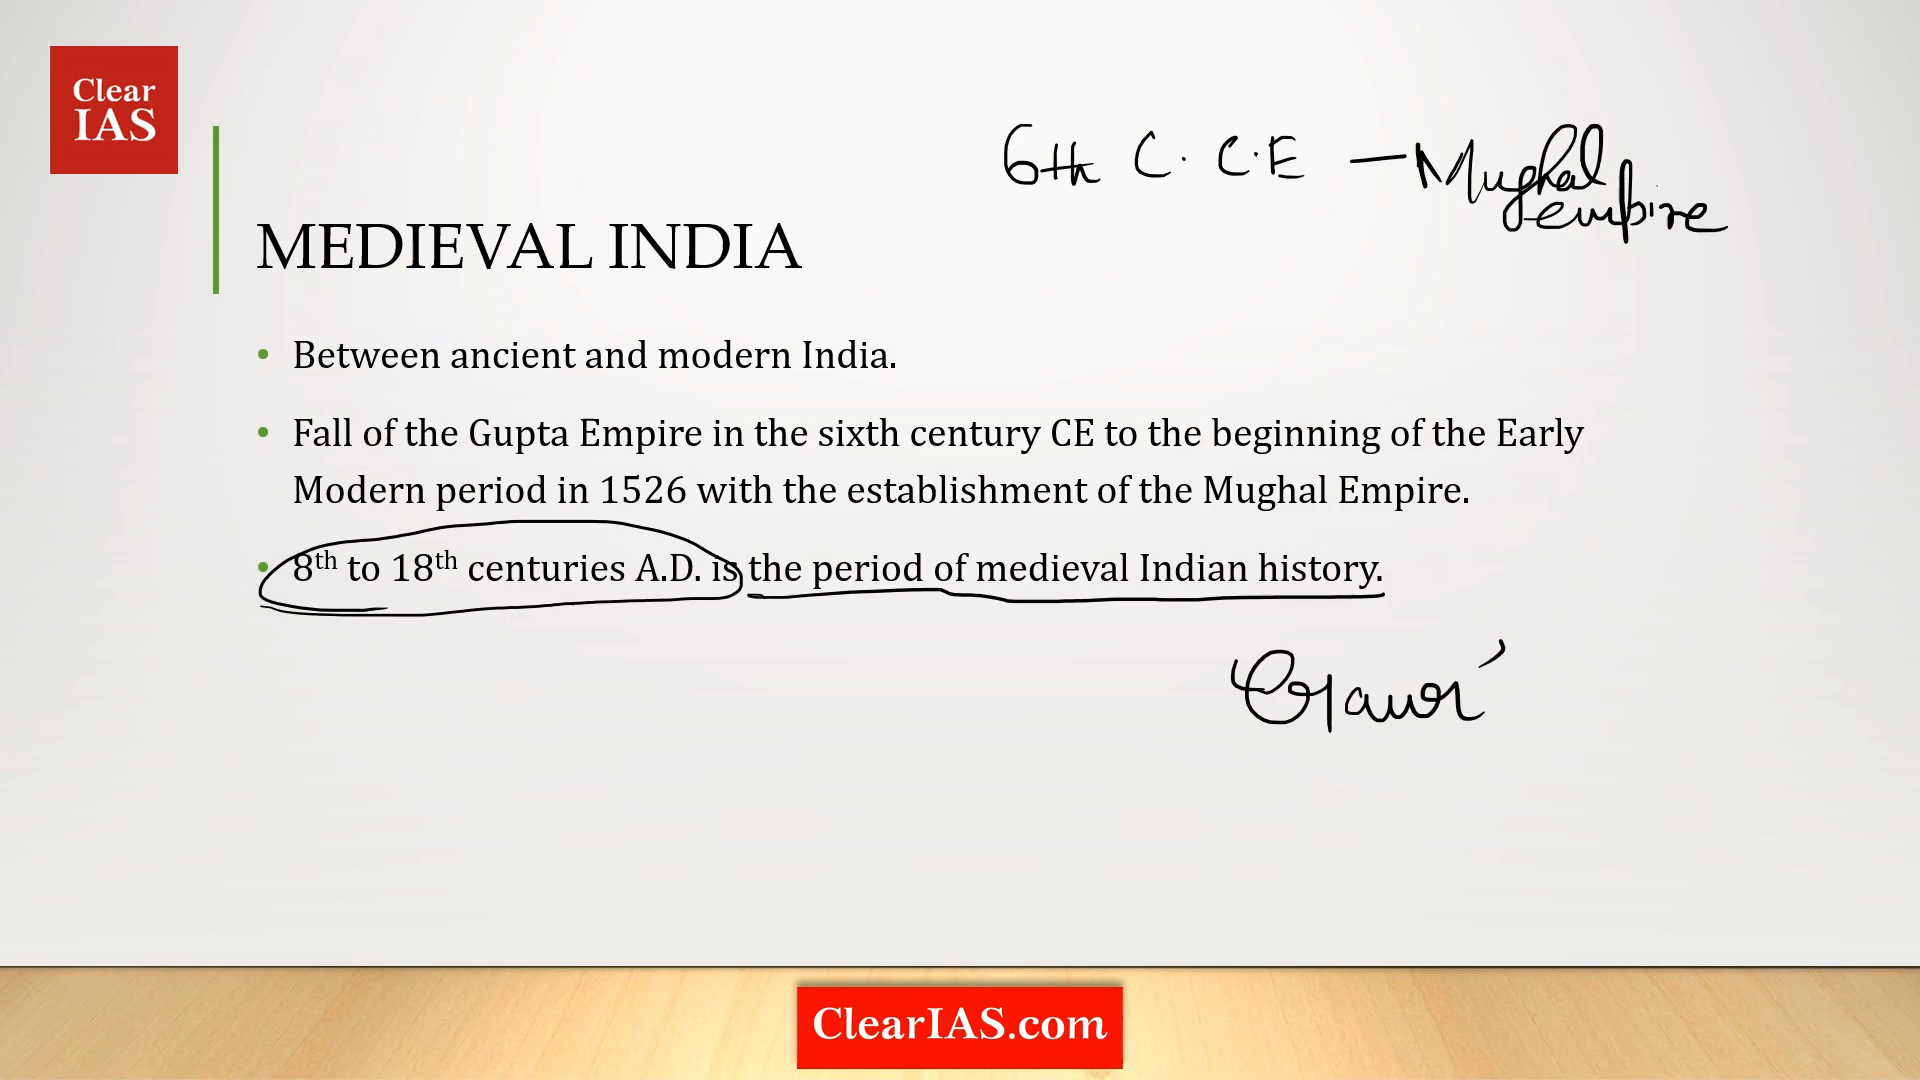 Clear
IAS
6th C. C.E – Mughal
empire
MEDIEVAL INDIA
• Between ancient and modern India.
• Fall of the Gupta Empire in the sixth century CE to the beginning of the Early
Modern period in 1526 with the establishment of the Mughal Empire.
• 8th to 18th centuries A.D. is the period of medieval Indian history.
ClearIAS.com